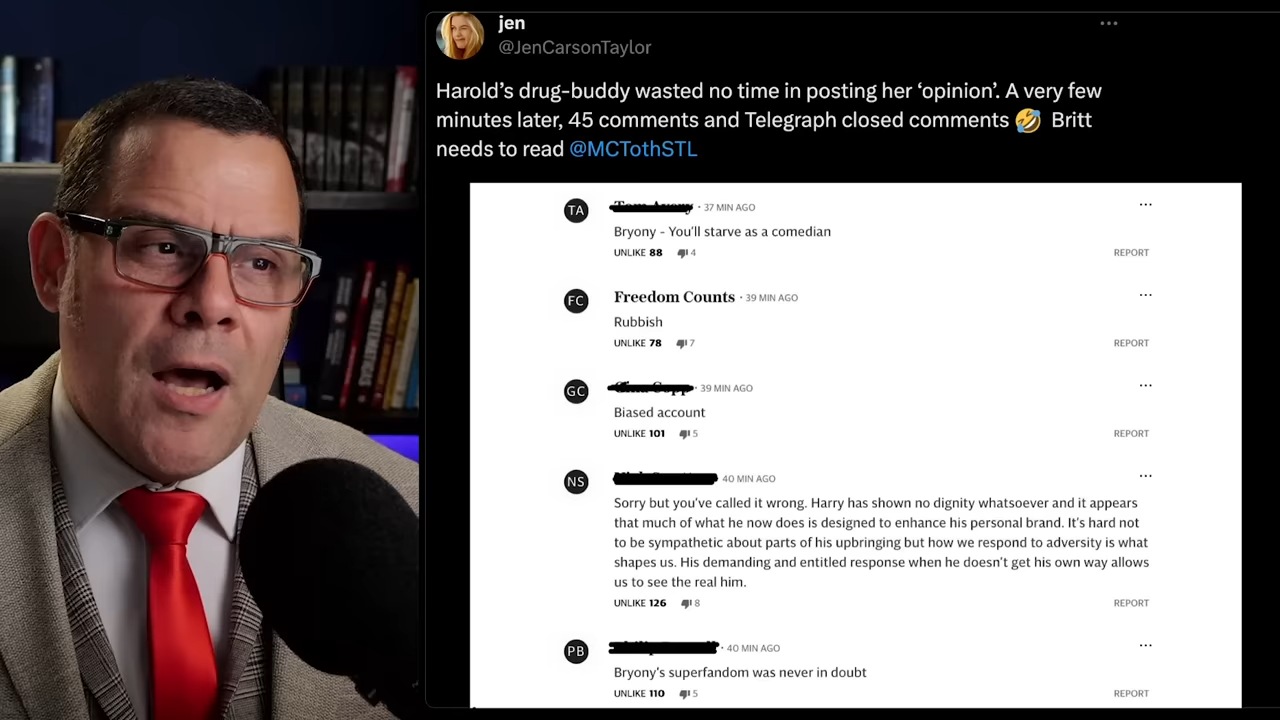 jen
@JenCarsonTaylor
Harold’s drug-buddy wasted no time in posting her ‘opinion’. A very few
minutes later, 45 comments and Telegraph closed comments 🤣 Britt
needs to read @MCTothSTL
TA
· 37 MIN AGO
Bryony - You'll starve as a comedian
UNLIKE 88 4 REPORT
FC Freedom Counts · 39 MIN AGO
Rubbish
UNLIKE 78 7 REPORT
GC
· 39 MIN AGO
Biased account
UNLIKE 101 5 REPORT
NS
40 MIN AGO
Sorry but you've called it wrong. Harry has shown no dignity whatsoever and it appears
that much of what he now does is designed to enhance his personal brand. It's hard not
to be sympathetic about parts of his upbringing but how we respond to adversity is what
shapes us. His demanding and entitled response when he doesn't get his own way allows
us to see the real him.
UNLIKE 126 8 REPORT
PB
· 40 MIN AGO
Bryony's superfandom was never in doubt
UNLIKE 110 5 REPORT